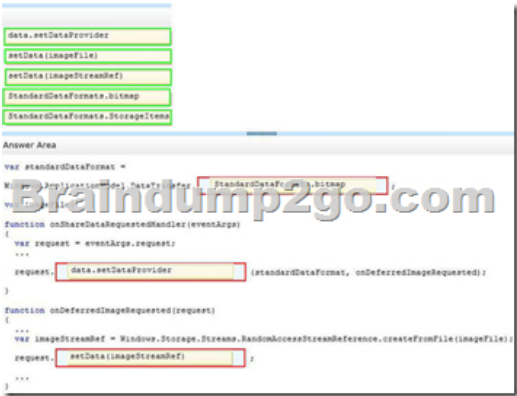 data.setDataProvider
setData(imageFile)
setData(imageStreamRef)
StandardDataFormats.bitmap
StandardDataFormats.StorageItems
Answer Area
var standardDataFormat =
StandardDataFormats.bitmap ;
Braindump2go.com
var
function onShareDataRequestedHandler(eventArgs)
{
var request = eventArgs.request;
...
request. data.setDataProvider (standardDataFormat, onDeferredImageRequested);
}
function onDeferredImageRequested(request)
{
...
var imageStreamRef = Windows.Storage.Streams.RandomAccessStreamReference.createFromFile(imageFile);
request. setData(imageStreamRef) ;
...
}